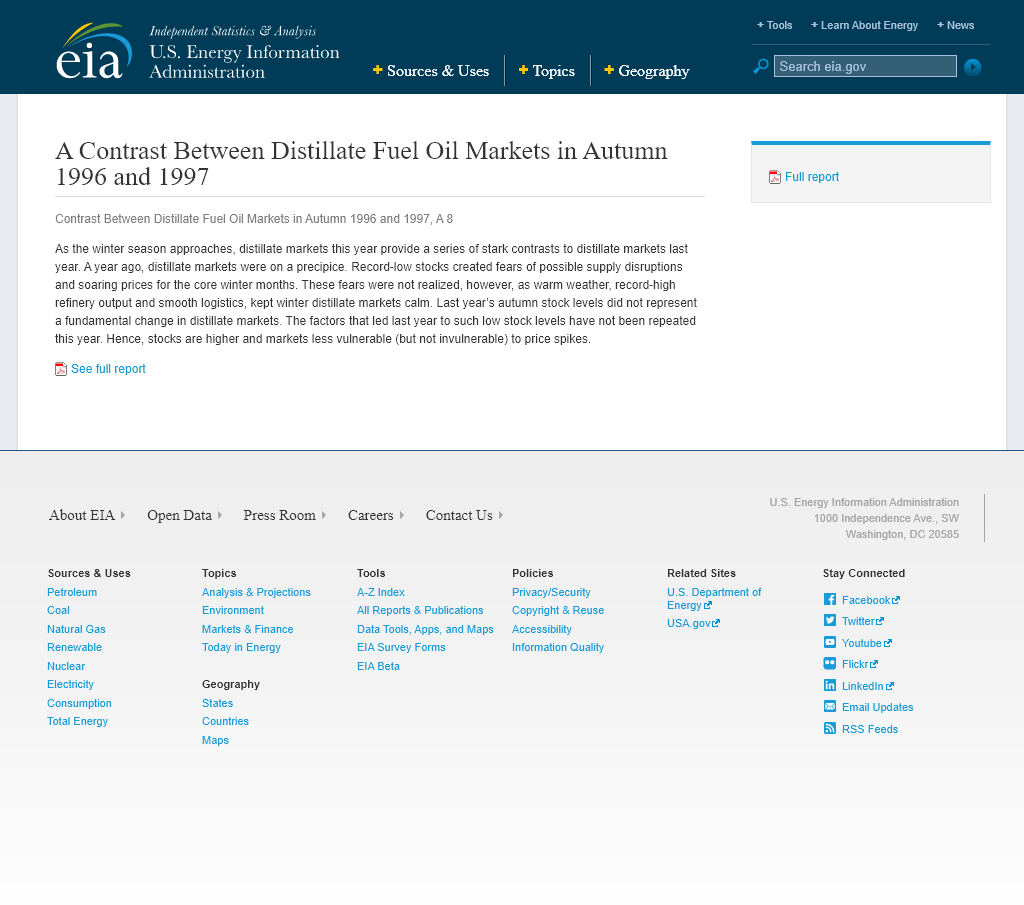 eia
Independent Statistics & Analysis
U.S. Energy Information
Administration
+ Sources & Uses
+ Topics
+ Geography
+ Tools
+ Learn About Energy
+ News
Search eia.gov
A Contrast Between Distillate Fuel Oil Markets in Autumn
1996 and 1997
Contrast Between Distillate Fuel Oil Markets in Autumn 1996 and 1997, A 8
As the winter season approaches, distillate markets this year provide a series of stark contrasts to distillate markets last
year. A year ago, distillate markets were on a precipice. Record-low stocks created fears of possible supply disruptions
and soaring prices for the core winter months. These fears were not realized, however, as warm weather, record-high
refinery output and smooth logistics, kept winter distillate markets calm. Last year's autumn stock levels did not represent
a fundamental change in distillate markets. The factors that led last year to such low stock levels have not been repeated
this year. Hence, stocks are higher and markets less vulnerable (but not invulnerable) to price spikes.
See full report
Full report
About EIA
Open Data
Press Room
Careers
Contact Us
U.S. Energy Information Administration
1000 Independence Ave., SW
Washington, DC 20585
Sources & Uses
Petroleum
Coal
Natural Gas
Renewable
Nuclear
Electricity
Consumption
Total Energy
Topics
Analysis & Projections
Environment
Markets & Finance
Today in Energy
Geography
States
Countries
Maps
Tools
A-Z Index
All Reports & Publications
Data Tools, Apps, and Maps
EIA Survey Forms
EIA Beta
Policies
Privacy/Security
Copyright & Reuse
Accessibility
Information Quality
Related Sites
U.S. Department of
Energy
USA.gov
Stay Connected
Facebook
Twitter
Youtube
Flickr
LinkedIn
Email Updates
RSS Feeds